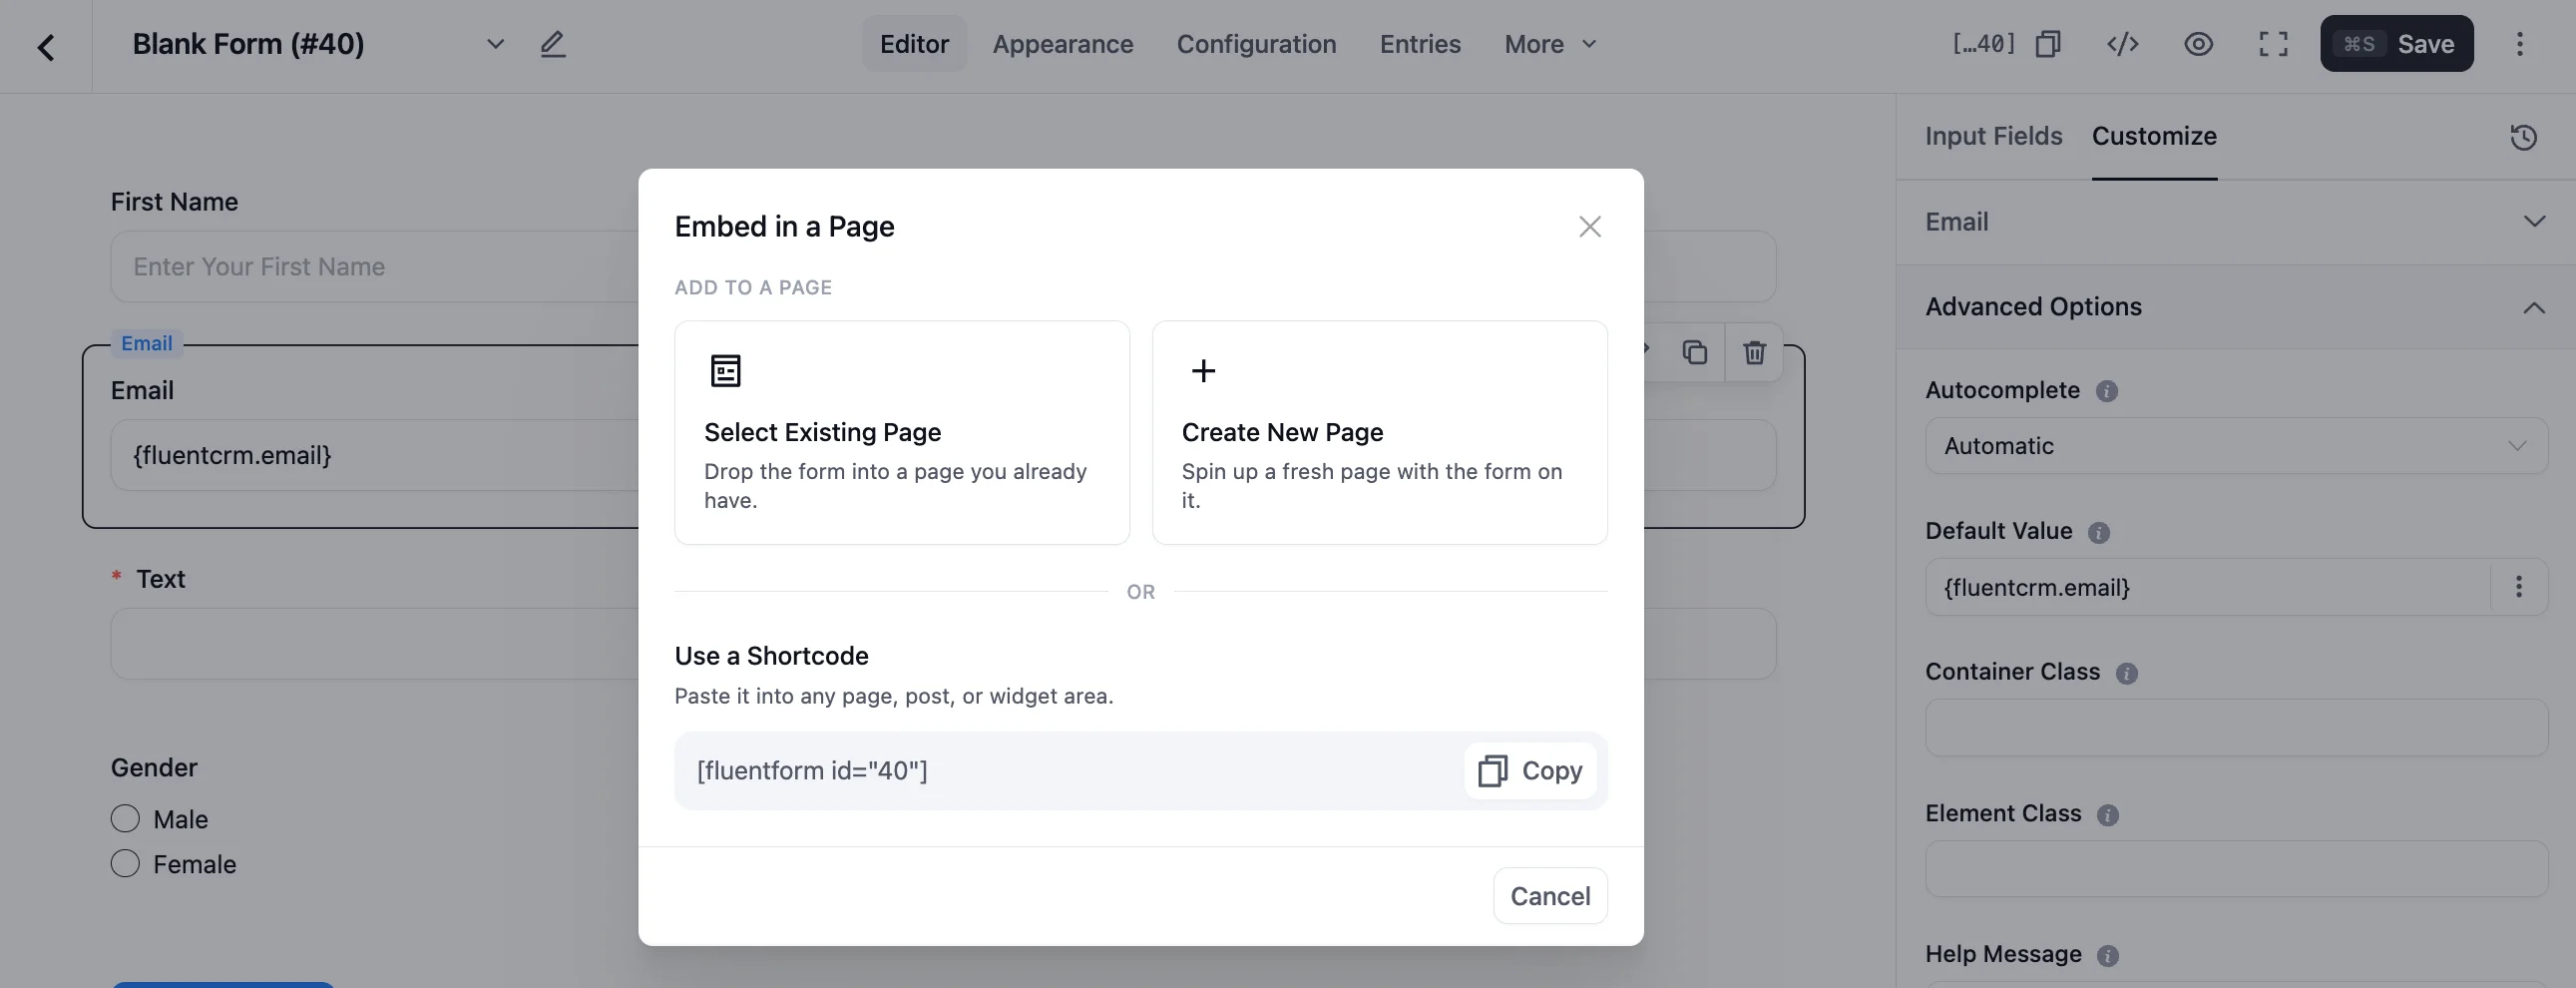 Blank Form (#40)
Editor
Appearance
Configuration
Entries
More
[...40]
⌘S Save
Input Fields
Customize
First Name
Enter Your First Name
Email
Email
{fluentcrm.email}
* Text
Gender
Male
Female
Embed in a Page
ADD TO A PAGE
Select Existing Page
Drop the form into a page you already
have.
Create New Page
Spin up a fresh page with the form on
it.
OR
Use a Shortcode
Paste it into any page, post, or widget area.
[fluentform id="40"]
Copy
Cancel
Email
Advanced Options
Autocomplete
Automatic
Default Value
{fluentcrm.email}
Container Class
Element Class
Help Message